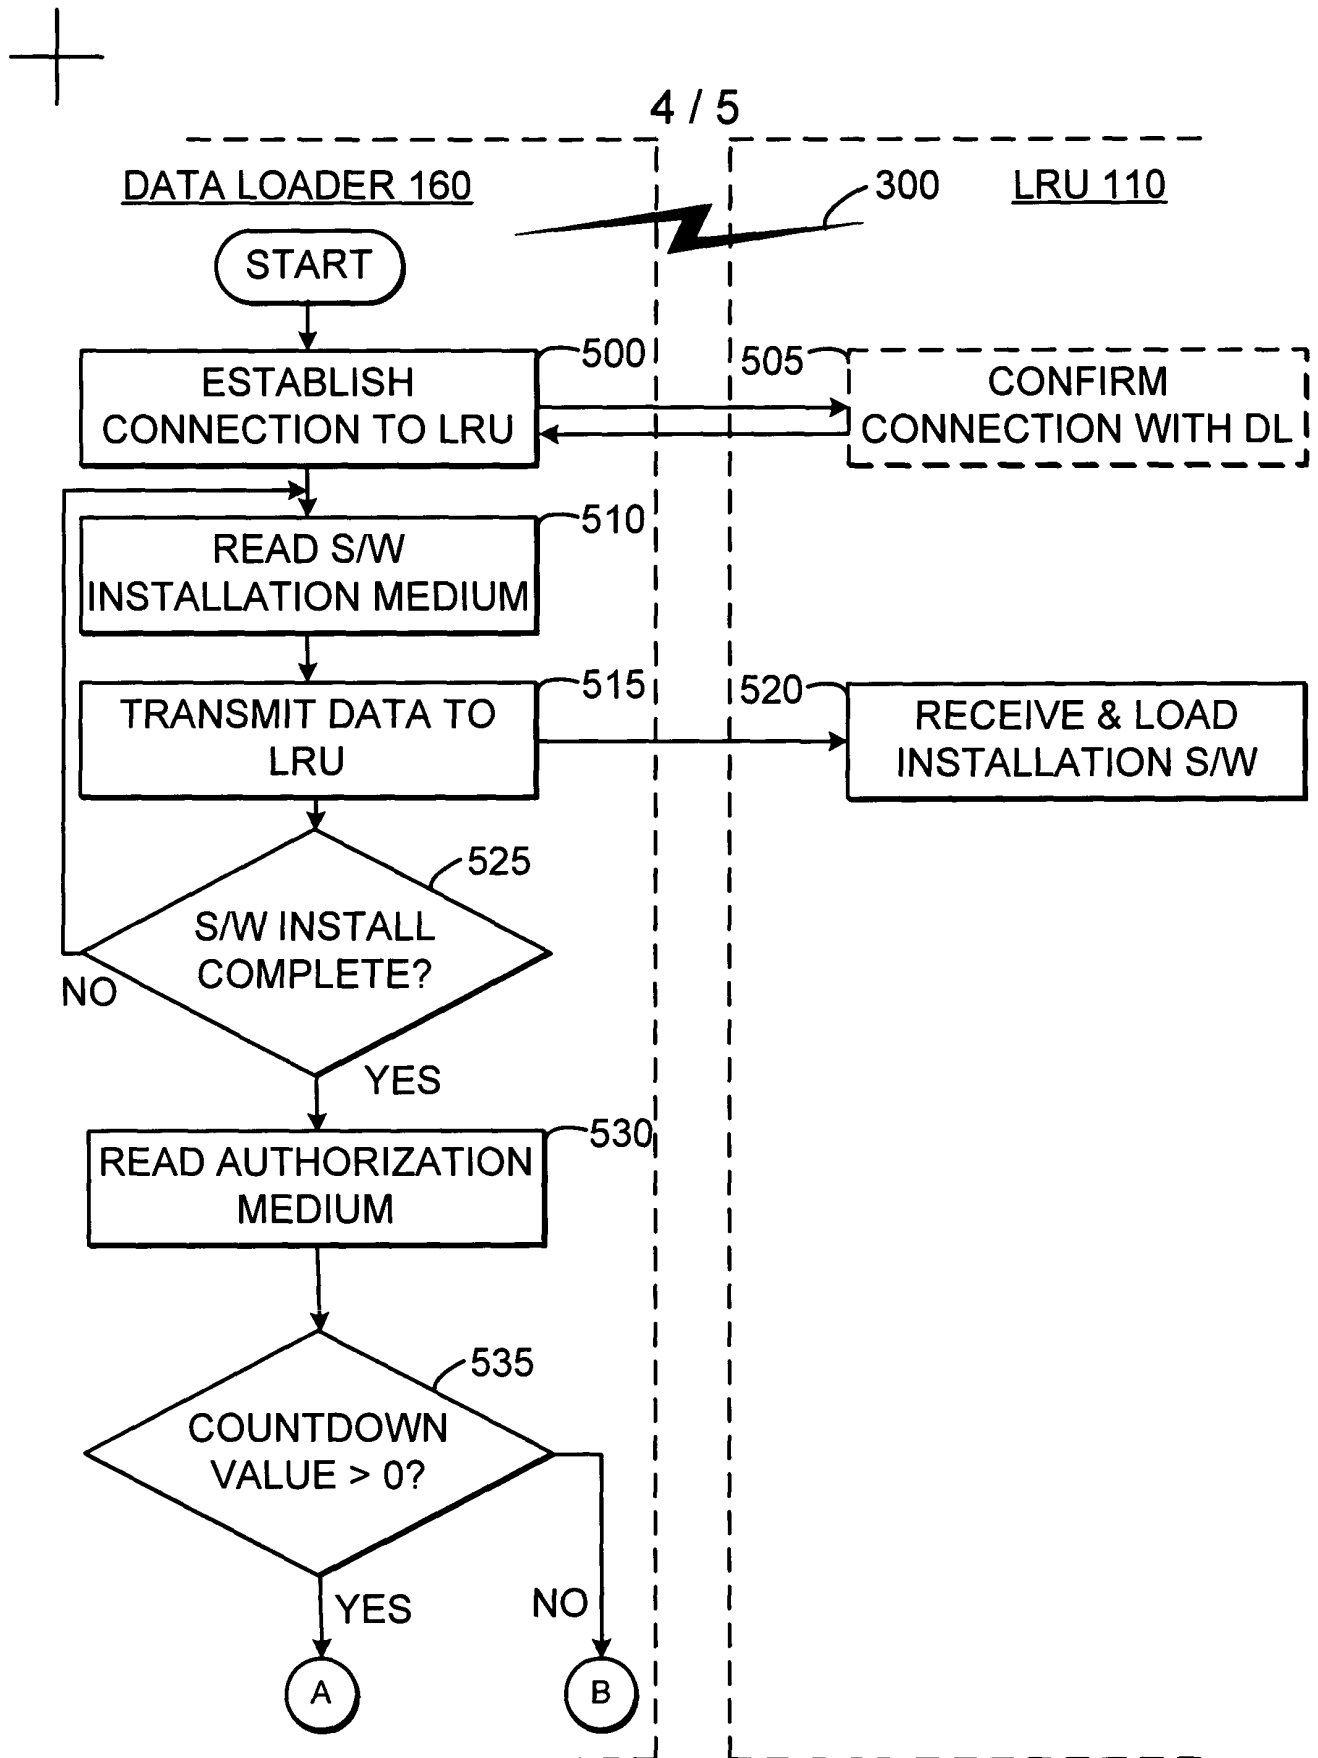 4 / 5
DATA LOADER 160
300
LRU 110
START
500
505
ESTABLISH
CONNECTION TO LRU
CONFIRM
CONNECTION WITH DL
510
READ S/W
INSTALLATION MEDIUM
515
520
TRANSMIT DATA TO
LRU
RECEIVE & LOAD
INSTALLATION S/W
525
S/W INSTALL
COMPLETE?
NO
YES
530
READ AUTHORIZATION
MEDIUM
535
COUNTDOWN
VALUE > 0?
YES
NO
A
B